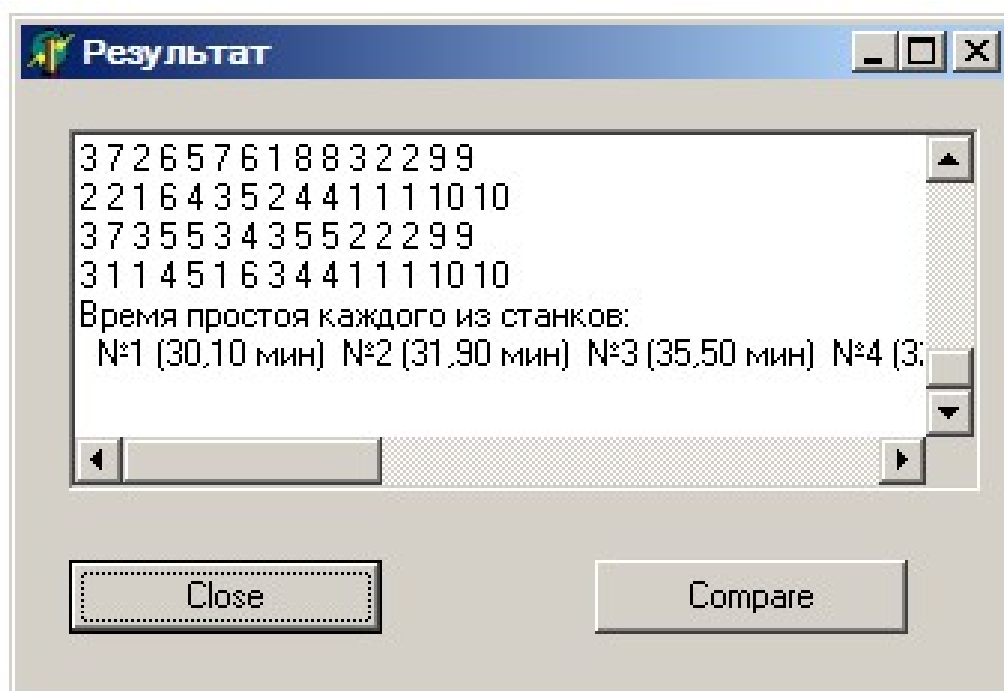 Результат
3 7 2 6 5 7 6 1 8 8 3 2 2 9 9
2 2 1 6 4 3 5 2 4 4 1 1 1 10 10
3 7 3 5 5 3 4 3 5 5 2 2 2 9 9
3 1 1 4 5 1 6 3 4 4 1 1 1 10 10
Время простоя каждого из станков:
№1 (30,10 мин) №2 (31,90 мин) №3 (35,50 мин) №4 (3
Close
Compare